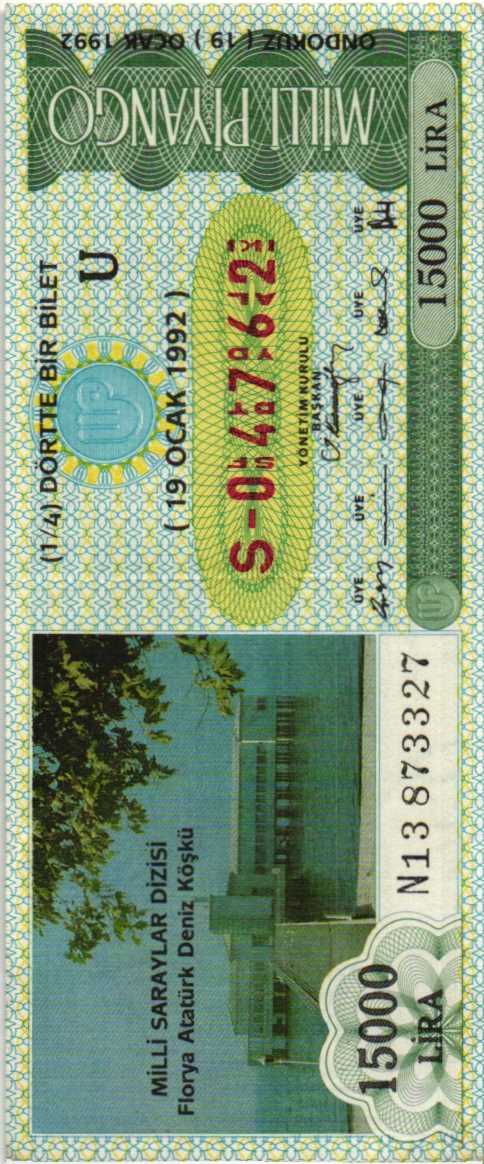 MİLLİ SARAYLAR DİZİSİ
Florya Atatürk Deniz Köşkü
15000
LİRA
N13 873327
(1/4) DÖRTTE BİR BİLET
U
( 19 OCAK 1992 )
YÖNETİM KURULU
BAŞKAN
ÜYE ÜYE ÜYE ÜYE ÜYE
15000 LİRA
MİLLİ PİYANGO
ONDOKUZ ( 19 ) OCAK 1992